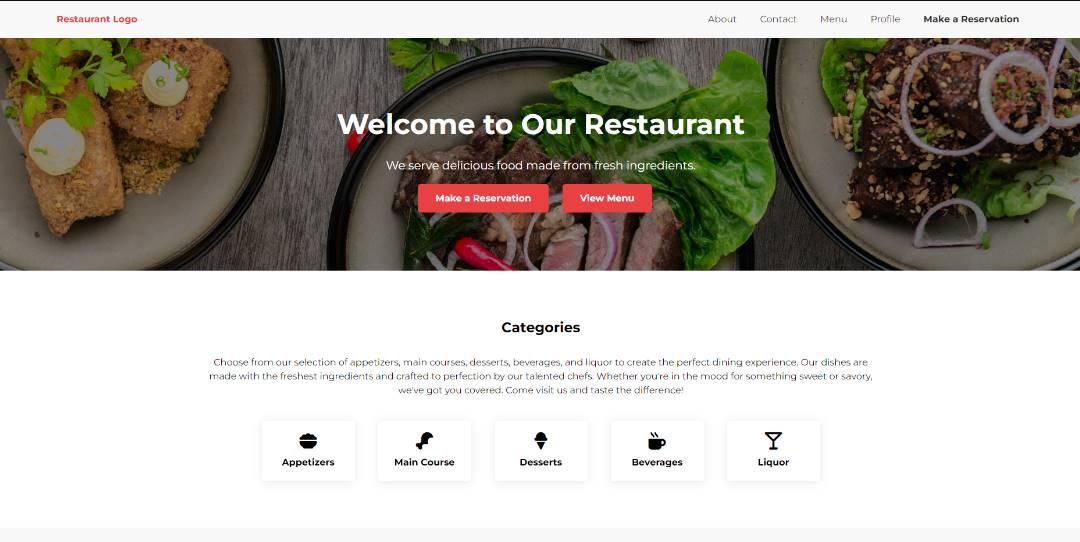 Restaurant Logo
About Contact Menu Profile Make a Reservation
Welcome to Our Restaurant
We serve delicious food made from fresh ingredients.
Make a Reservation View Menu
Categories
Choose from our selection of appetizers, main courses, desserts, beverages, and liquor to create the perfect dining experience. Our dishes are
made with the freshest ingredients and crafted to perfection by our talented chefs. Whether you're in the mood for something sweet or savory,
we've got you covered. Come visit us and taste the difference!
Appetizers Main Course Desserts Beverages Liquor